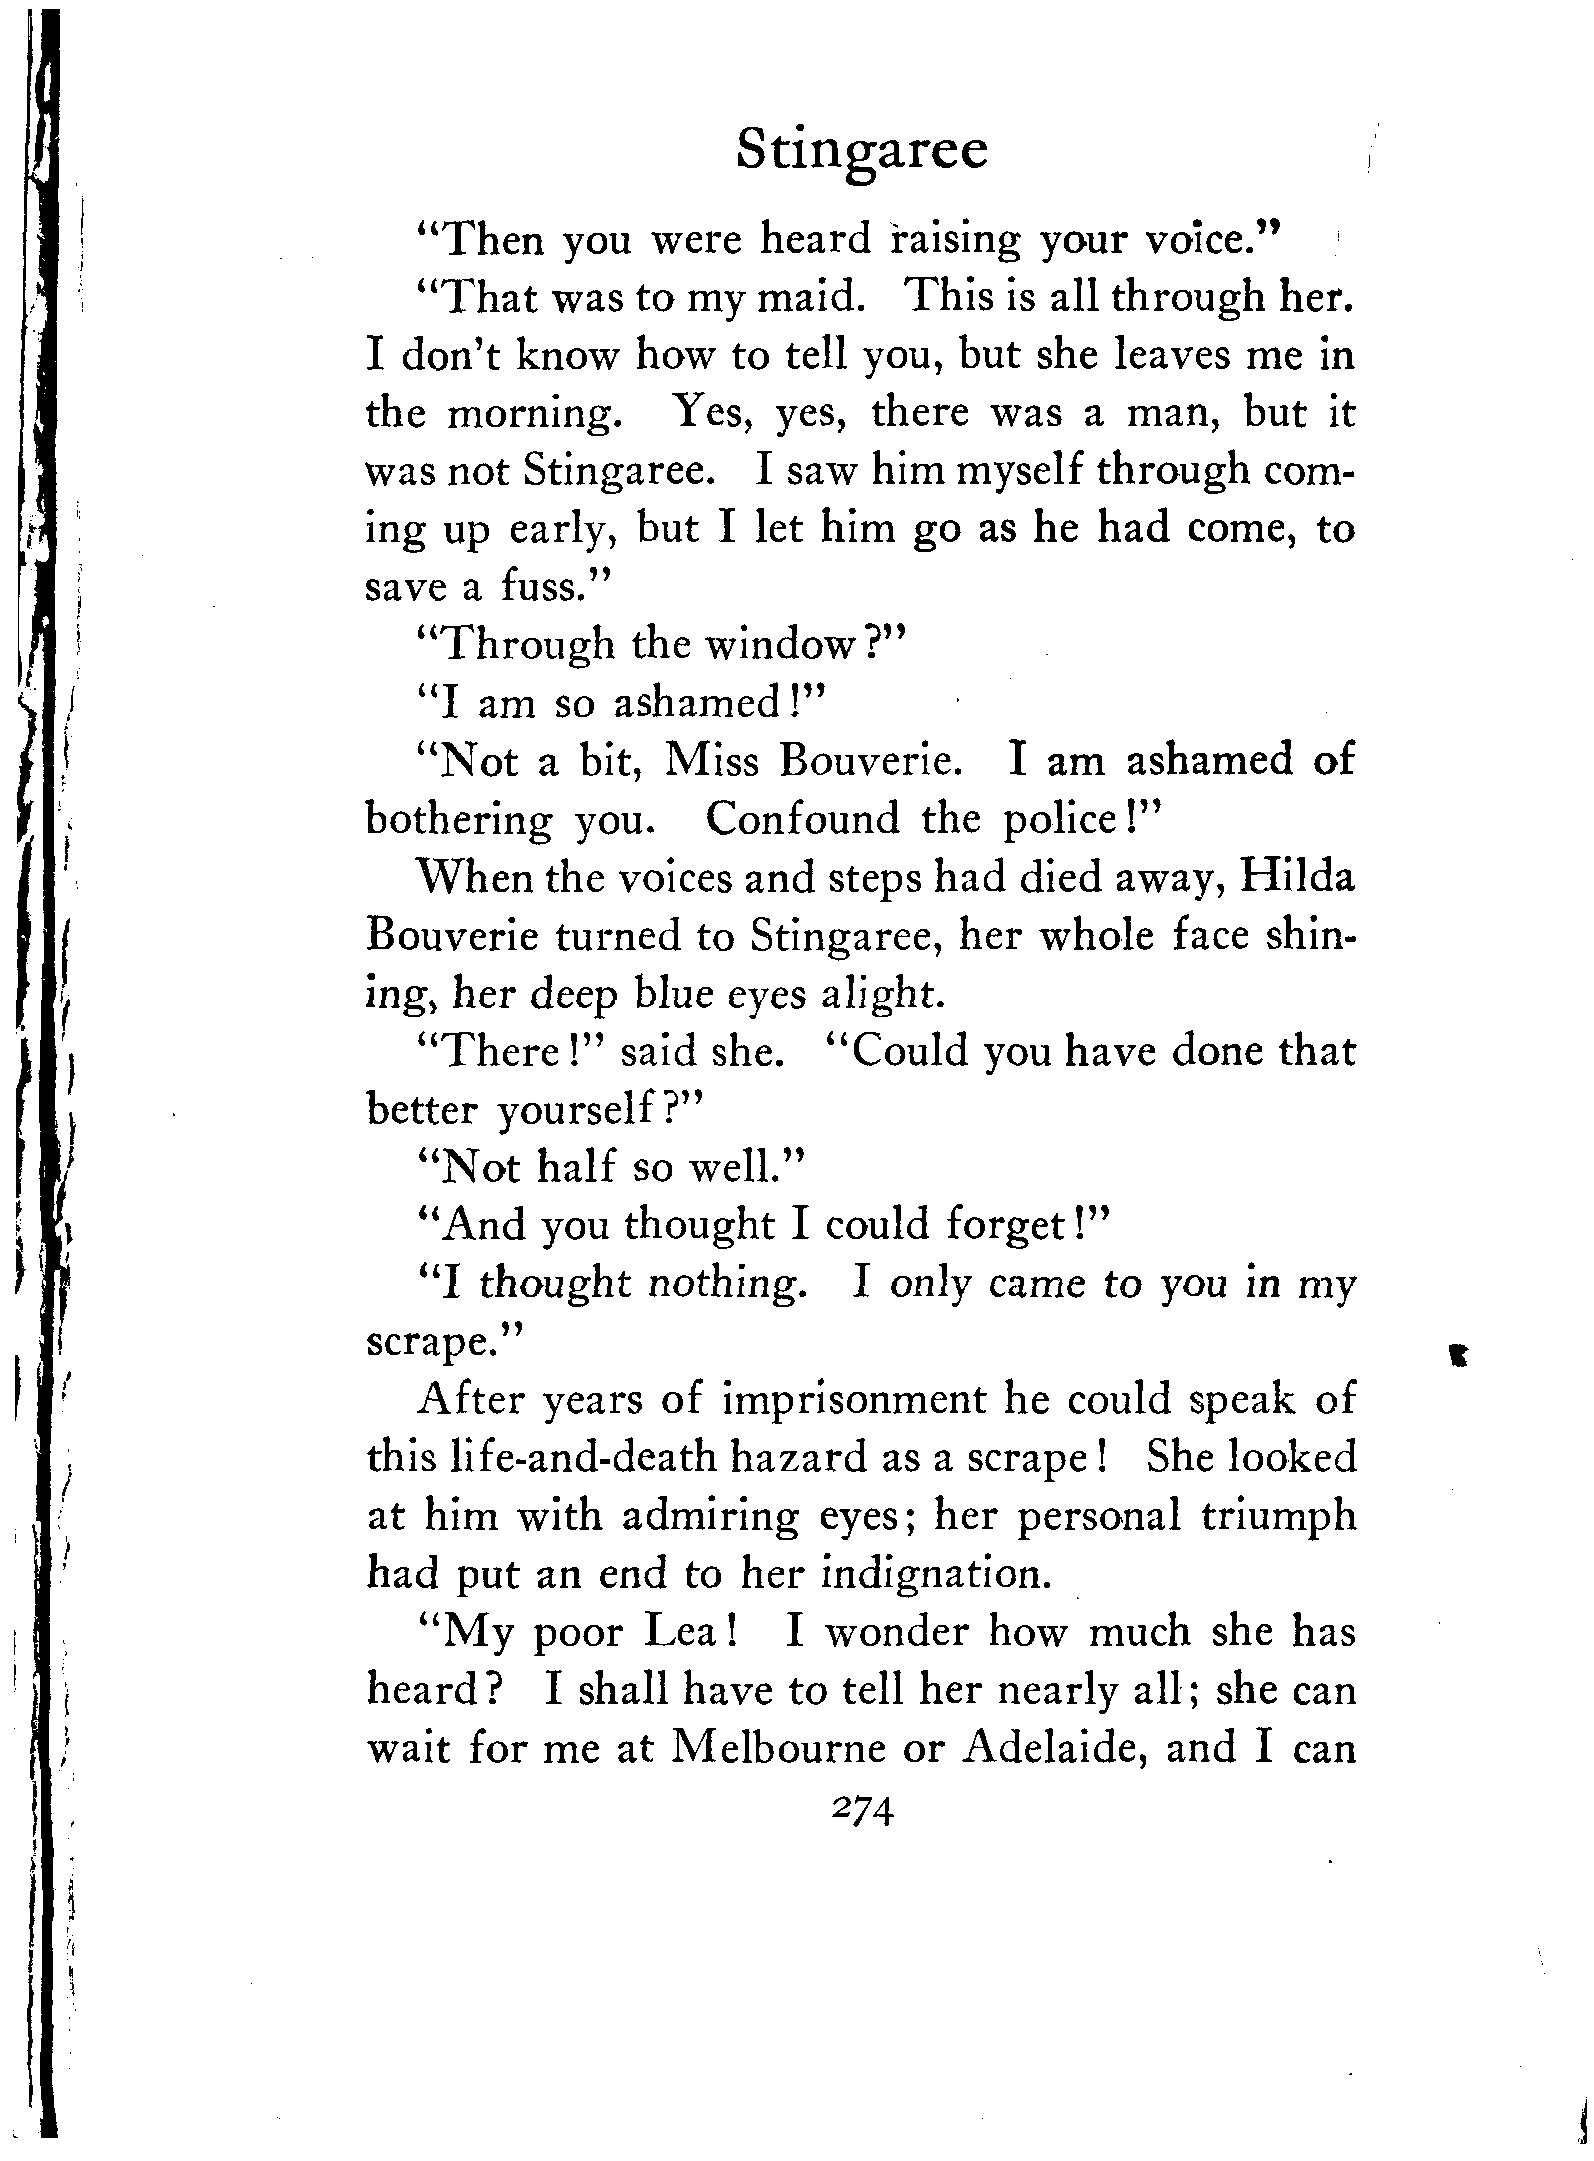 Stingaree
"Then you were heard raising your voice."
"That was to my maid. This is all through her.
I don't know how to tell you, but she leaves me in
the morning. Yes, yes, there was a man, but it
was not Stingaree. I saw him myself through com-
ing up early, but I let him go as he had come, to
save a fuss."
"Through the window?"
"I am so ashamed!"
"Not a bit, Miss Bouverie. I am ashamed of
bothering you. Confound the police!"
When the voices and steps had died away, Hilda
Bouverie turned to Stingaree, her whole face shin-
ing, her deep blue eyes alight.
"There!" said she. "Could you have done that
better yourself?"
"Not half so well."
"And you thought I could forget!"
"I thought nothing. I only came to you in my
scrape."
After years of imprisonment he could speak of
this life-and-death hazard as a scrape! She looked
at him with admiring eyes; her personal triumph
had put an end to her indignation.
"My poor Lea! I wonder how much she has
heard? I shall have to tell her nearly all; she can
wait for me at Melbourne or Adelaide, and I can
274